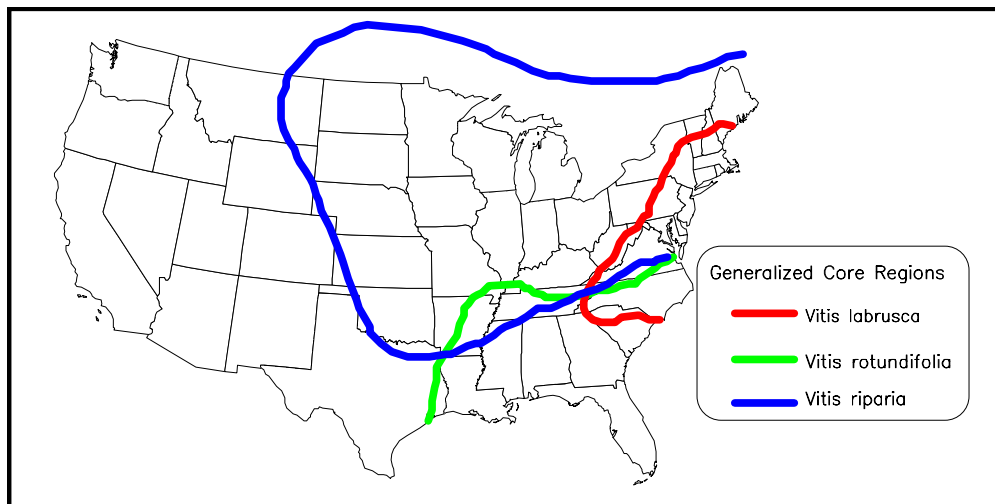 Generalized Core Regions
Vitis labrusca
Vitis rotundifolia
Vitis riparia